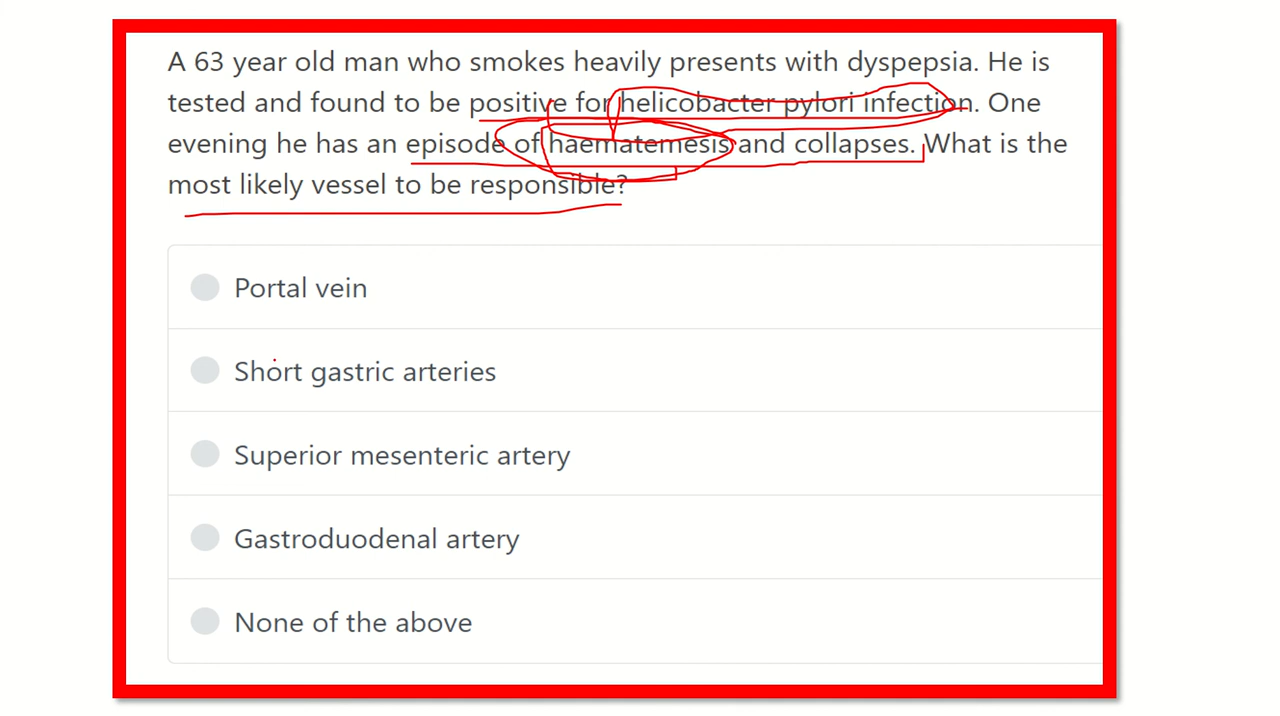 A 63 year old man who smokes heavily presents with dyspepsia. He is
tested and found to be positive for helicobacter pylori infection. One
evening he has an episode of haematemesis and collapses. What is the
most likely vessel to be responsible?
Portal vein
Short gastric arteries
Superior mesenteric artery
Gastroduodenal artery
None of the above